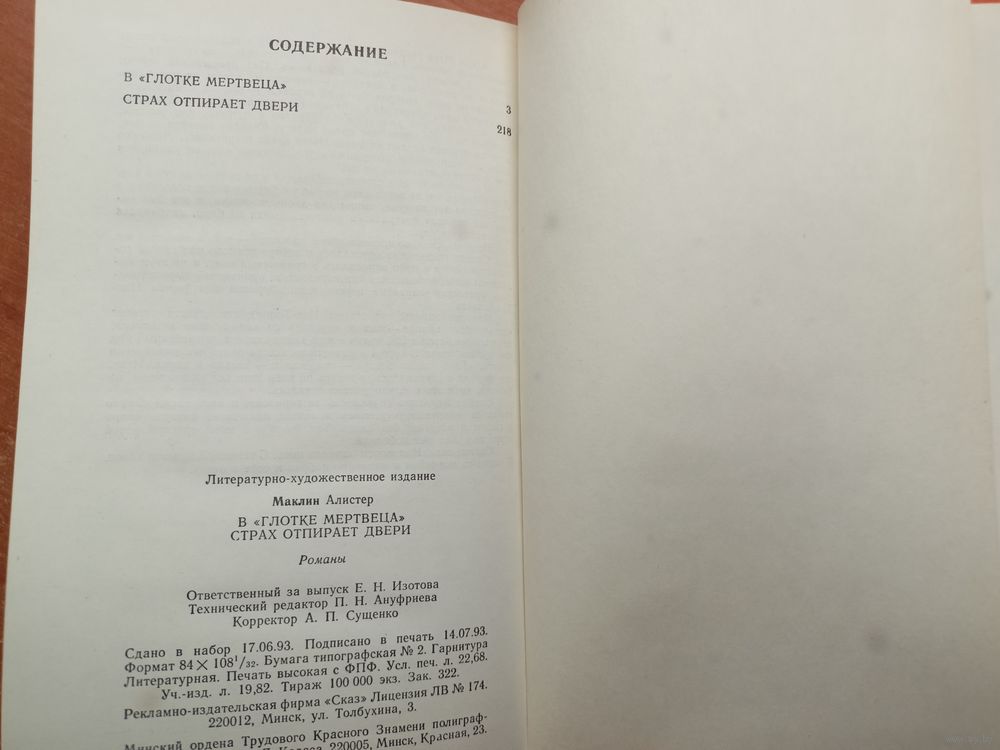 СОДЕРЖАНИЕ
В «ГЛОТКЕ МЕРТВЕЦА» 3
СТРАХ ОТПИРАЕТ ДВЕРИ 218
Литературно-художественное издание
Маклин Алистер
В «ГЛОТКЕ МЕРТВЕЦА»
СТРАХ ОТПИРАЕТ ДВЕРИ
Романы
Ответственный за выпуск Е. Н. Изотова
Технический редактор П. Н. Ануфриева
Корректор А. П. Сущенко
Сдано в набор 17.06.93. Подписано в печать 14.07.93.
Формат 84×108¹/₃₂. Бумага типографская № 2. Гарнитура
Литературная. Печать высокая с ФПФ. Усл. печ. л. 22,68.
Уч.-изд. л. 19,82. Тираж 100 000 экз. Зак. 322.
Рекламно-издательская фирма «Сказ» Лицензия ЛВ № 174.
220012, Минск, ул. Толбухина, 3.
Минский ордена Трудового Красного Знамени полиграф-
220005, Минск, Красная, 23.